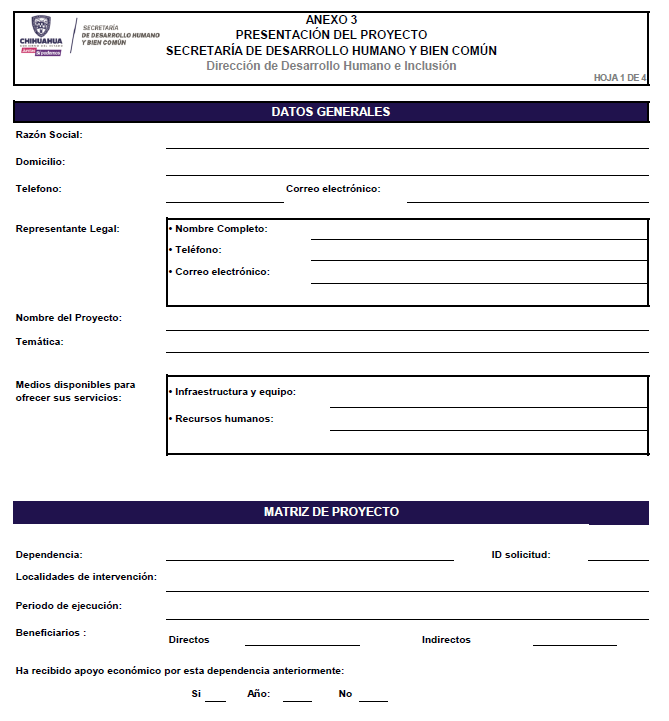 ANEXO 3
PRESENTACIÓN DEL PROYECTO
SECRETARÍA DE DESARROLLO HUMANO Y BIEN COMÚN
Dirección de Desarrollo Humano e Inclusión
HOJA 1 DE 4
CHIHUAHUA
SECRETARÍA
DE DESARROLLO HUMANO
Y BIEN COMÚN
DATOS GENERALES
Razón Social:
Domicilio:
Telefono: Correo electrónico:
Representante Legal: • Nombre Completo:
• Teléfono:
• Correo electrónico:
Nombre del Proyecto:
Temática:
Medios disponibles para
ofrecer sus servicios:
• Infraestructura y equipo:
• Recursos humanos:
MATRIZ DE PROYECTO
Dependencia: ID solicitud:
Localidades de intervención:
Periodo de ejecución:
Beneficiarios : Directos Indirectos
Ha recibido apoyo económico por esta dependencia anteriormente:
Si Año: No